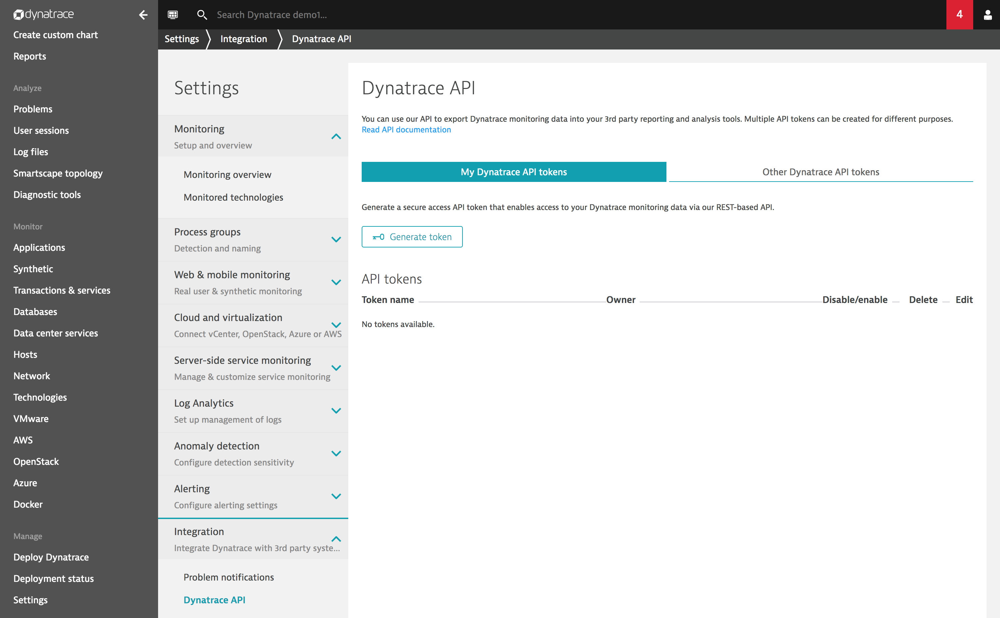 dynatrace
Create custom chart
Reports
Analyze
Problems
User sessions
Log files
Smartscape topology
Diagnostic tools
Monitor
Applications
Synthetic
Transactions & services
Databases
Data center services
Hosts
Network
Technologies
VMware
AWS
OpenStack
Azure
Docker
Manage
Deploy Dynatrace
Deployment status
Settings
Search Dynatrace demo1...
4
Settings Integration Dynatrace API
Settings
Monitoring
Setup and overview
Monitoring overview
Monitored technologies
Process groups
Detection and naming
Web & mobile monitoring
Real user & synthetic monitoring
Cloud and virtualization
Connect vCenter, OpenStack, Azure or AWS
Server-side service monitoring
Manage & customize service monitoring
Log Analytics
Set up management of logs
Anomaly detection
Configure detection sensitivity
Alerting
Configure alerting settings
Integration
Integrate Dynatrace with 3rd party syste...
Problem notifications
Dynatrace API
Dynatrace API
You can use our API to export Dynatrace monitoring data into your 3rd party reporting and analysis tools. Multiple API tokens can be created for different purposes.
Read API documentation
My Dynatrace API tokens Other Dynatrace API tokens
Generate a secure access API token that enables access to your Dynatrace monitoring data via our REST-based API.
Generate token
API tokens
Token name Owner Disable/enable Delete Edit
No tokens available.